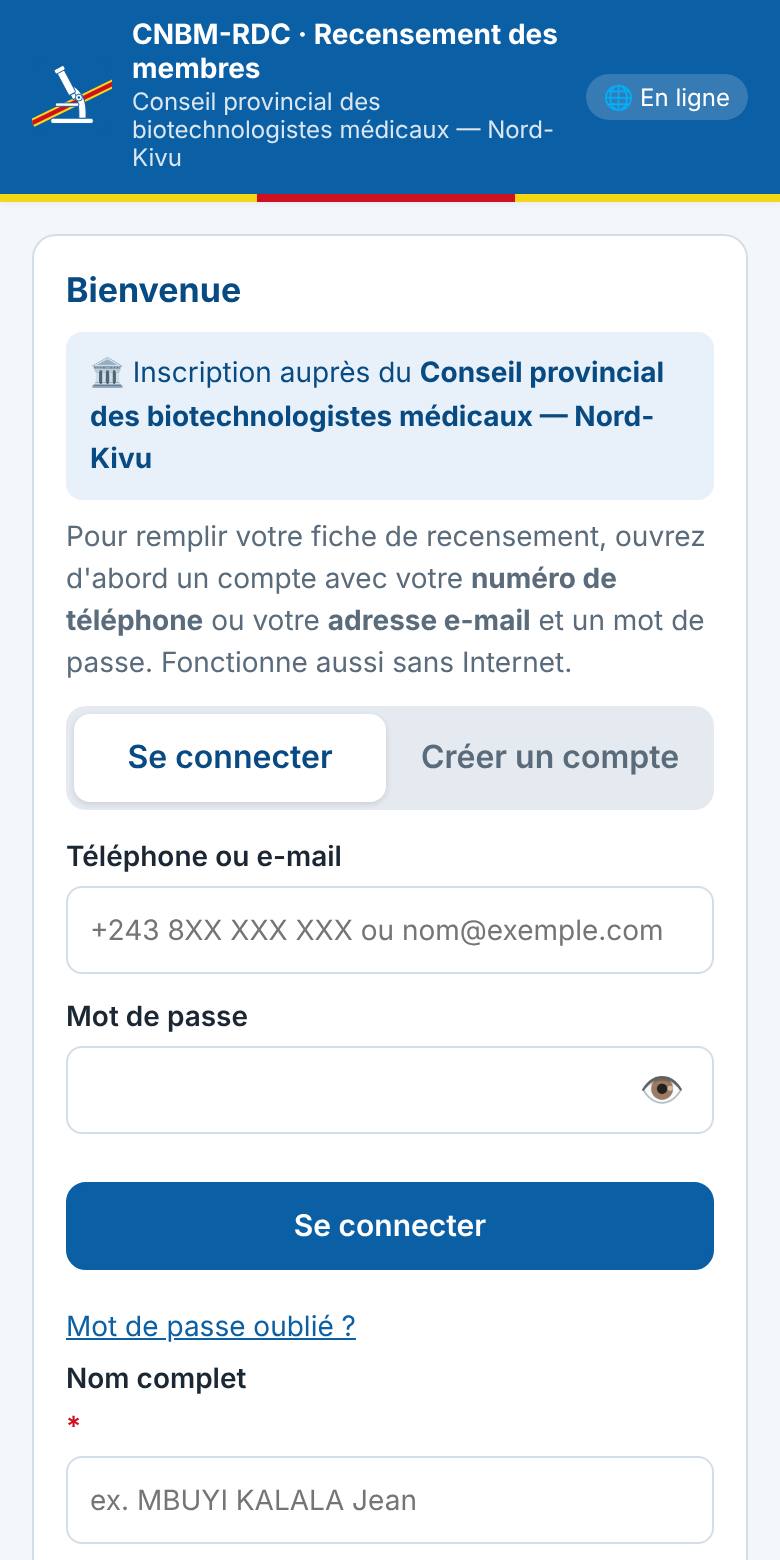 CNBM-RDC · Recensement des
membres
Conseil provincial des
biotechnologistes médicaux — Nord-
Kivu
En ligne
Bienvenue
Inscription auprès du Conseil provincial
des biotechnologistes médicaux — Nord-
Kivu
Pour remplir votre fiche de recensement, ouvrez
d'abord un compte avec votre numéro de
téléphone ou votre adresse e-mail et un mot de
passe. Fonctionne aussi sans Internet.
Se connecter
Créer un compte
Téléphone ou e-mail
+243 8XX XXX XXX ou nom@exemple.com
Mot de passe
Se connecter
Mot de passe oublié ?
Nom complet
*
ex. MBUYI KALALA Jean